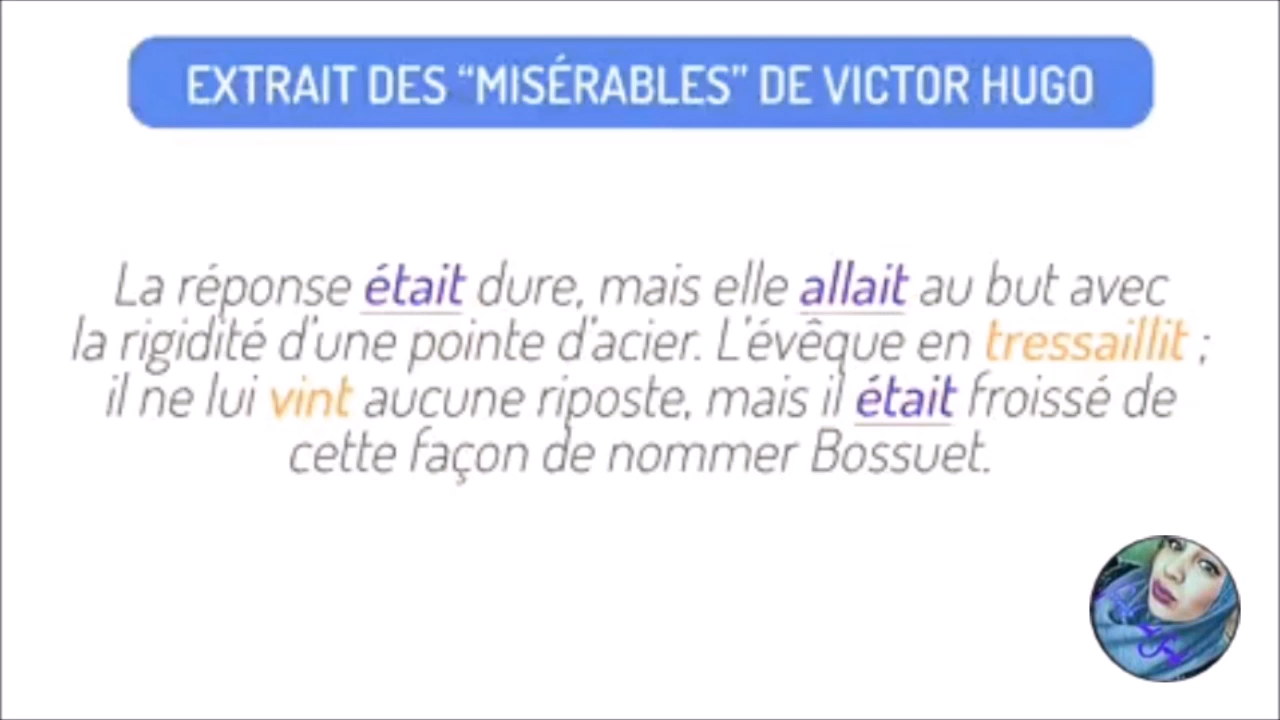 EXTRAIT DES “MISÉRABLES” DE VICTOR HUGO
La réponse était dure, mais elle allait au but avec
la rigidité d'une pointe d'acier. L'évêque en tressaillit ;
il ne lui vint aucune riposte, mais il était froissé de
cette façon de nommer Bossuet.